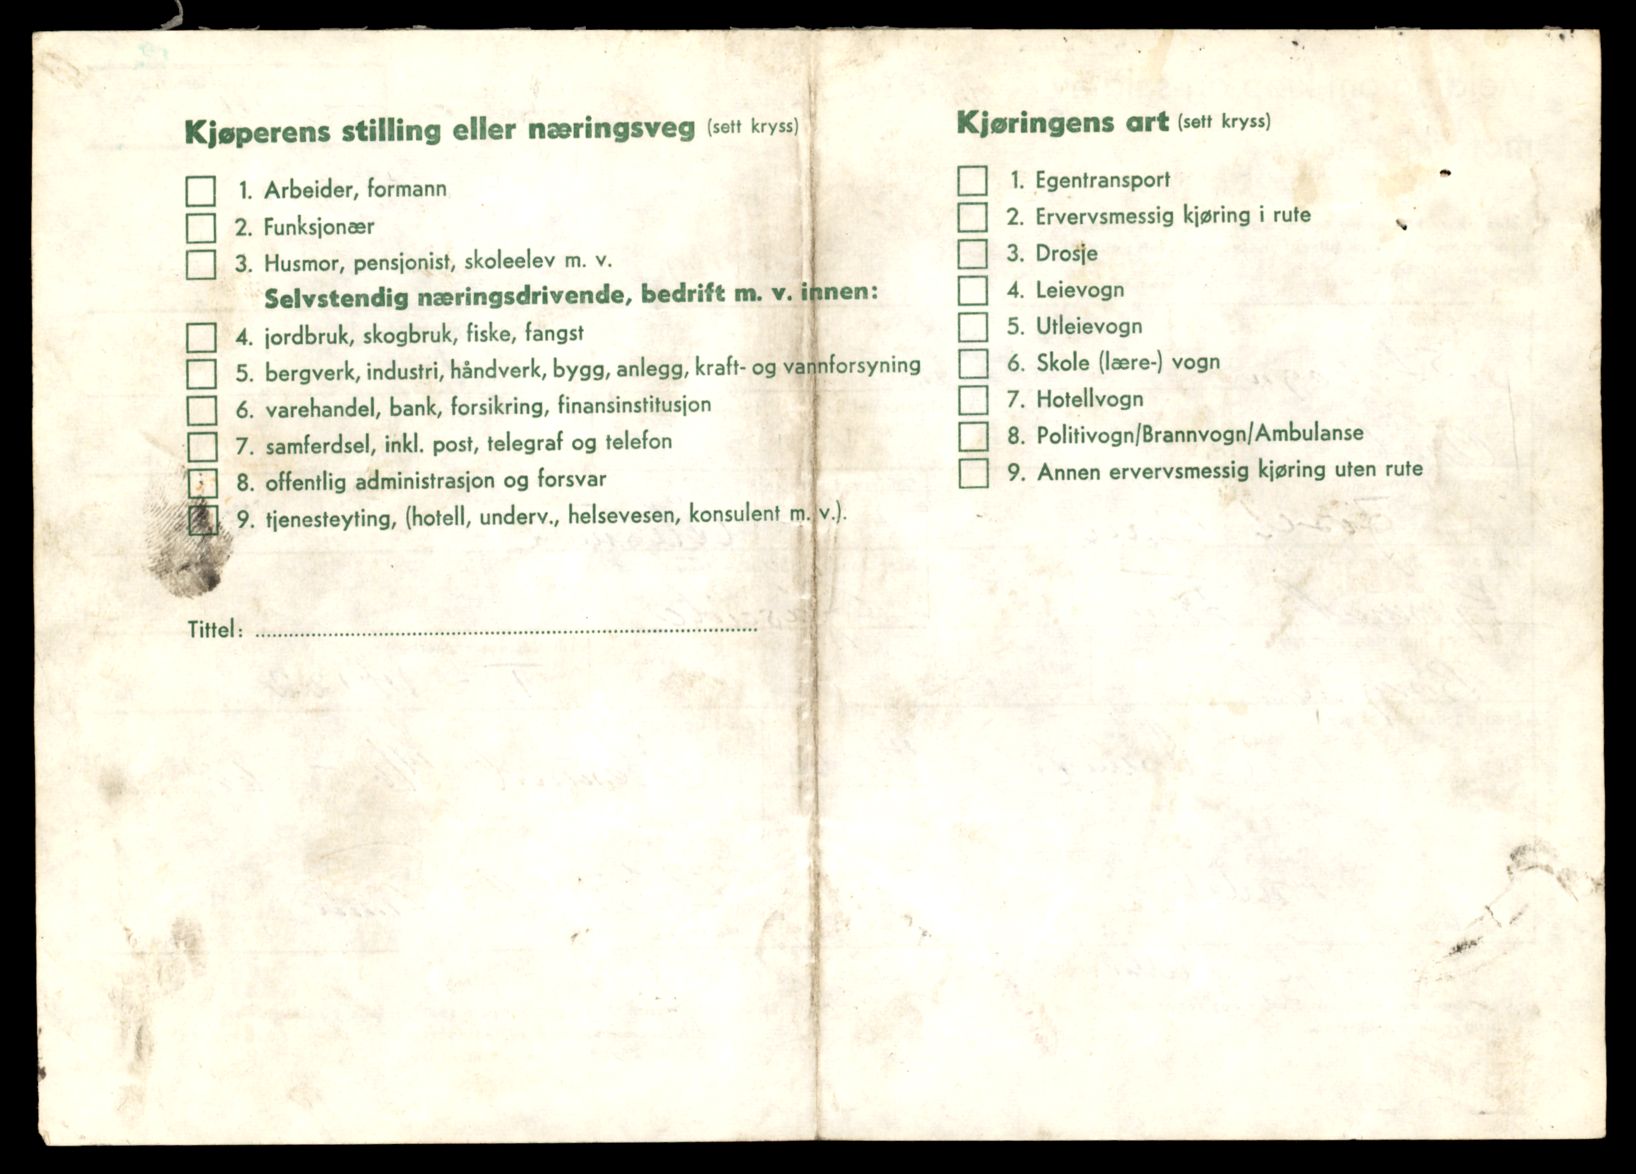 Kjøperens stilling eller næringsveg (sett kryss)
1. Arbeider, formann
2. Funksjonær
3. Husmor, pensjonist, skoleelev m. v.
Selvstendig næringsdrivende, bedrift m. v. innen:
4. jordbruk, skogbruk, fiske, fangst
5. bergverk, industri, håndverk, bygg, anlegg, kraft- og vannforsyning
6. varehandel, bank, forsikring, finansinstitusjon
7. samferdsel, inkl. post, telegraf og telefon
8. offentlig administrasjon og forsvar
9. tjenesteyting, (hotell, underv., helsevesen, konsulent m. v.).
Tittel:
Kjøringens art (sett kryss)
1. Egentransport
2. Ervervsmessig kjøring i rute
3. Drosje
4. Leievogn
5. Utleievogn
6. Skole (lære-) vogn
7. Hotellvogn
8. Politivogn/Brannvogn/Ambulanse
9. Annen ervervsmessig kjøring uten rute